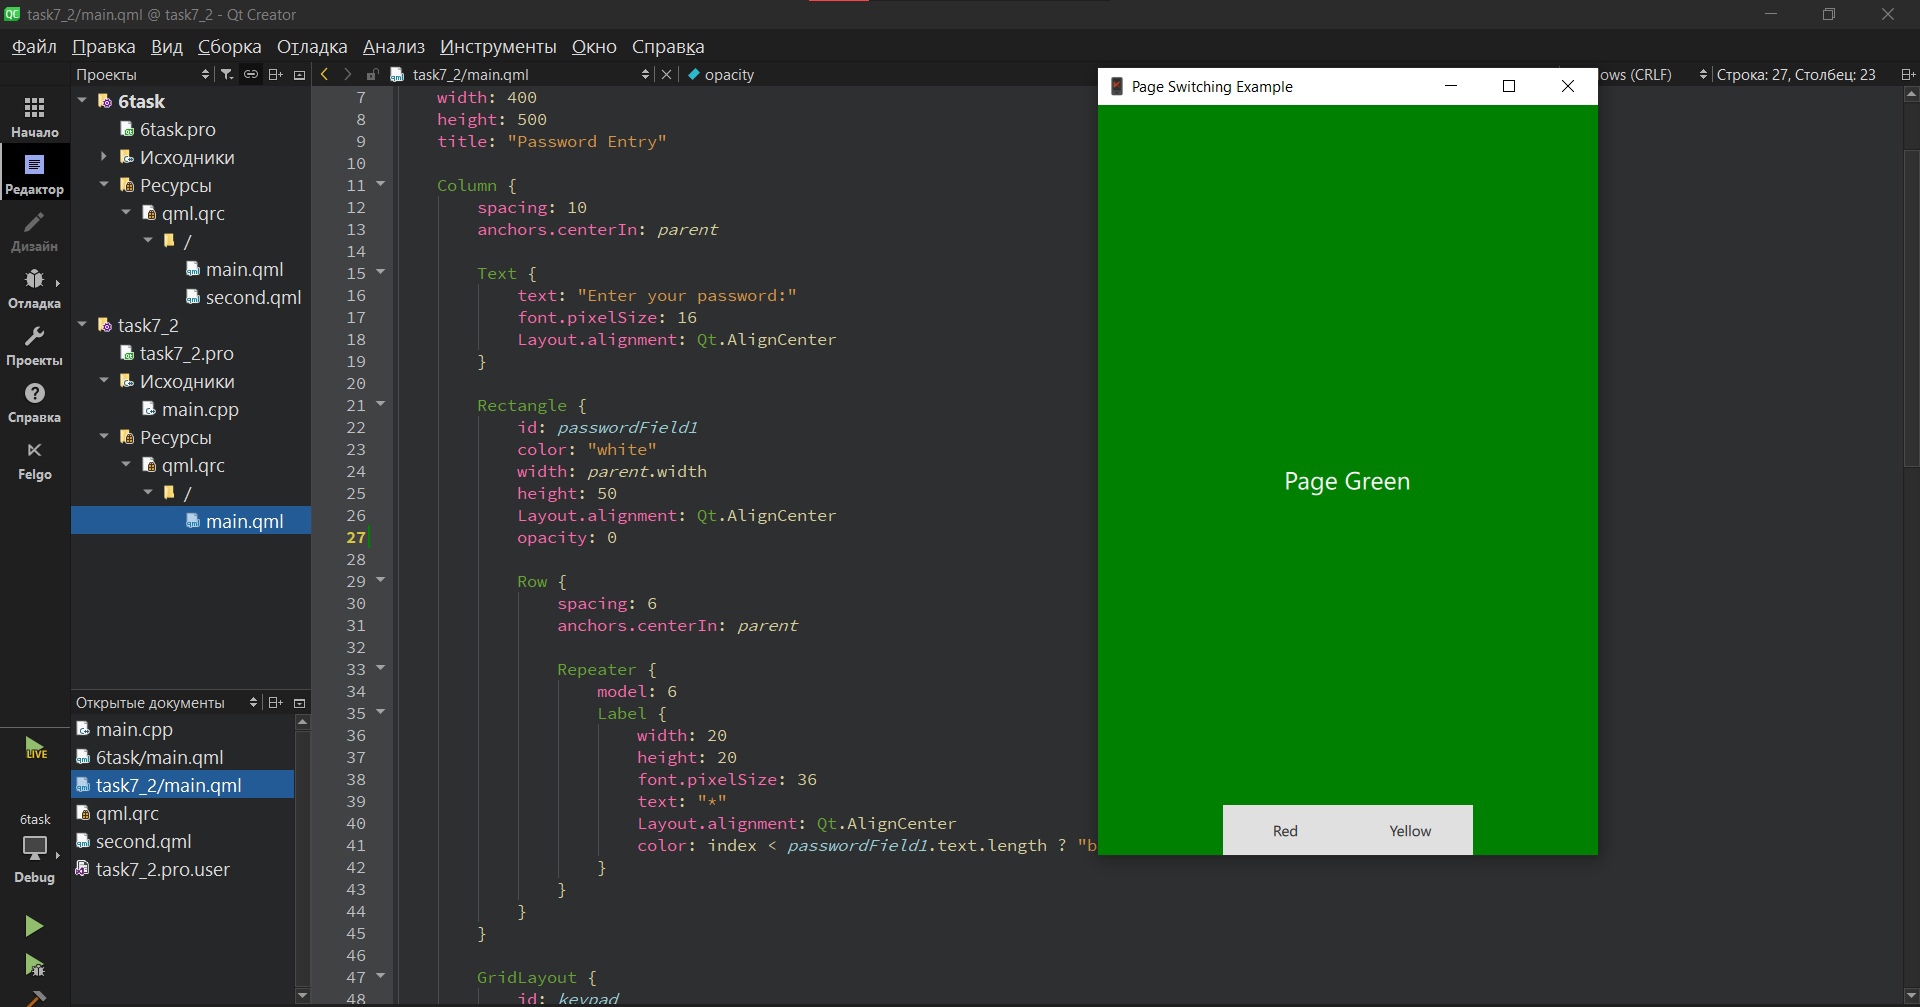 task7_2/main.qml @ task7_2 - Qt Creator
Файл Правка Вид Сборка Отладка Анализ Инструменты Окно Справка
Проекты
task7_2/main.qml
opacity
ows (CRLF)
Строка: 27, Столбец: 23
Начало
Редактор
Дизайн
Отладка
Проекты
Справка
Felgo
LIVE
6task
Debug
6task
6task.pro
Исходники
Ресурсы
qml.qrc
/
main.qml
second.qml
task7_2
task7_2.pro
Исходники
main.cpp
Ресурсы
qml.qrc
/
main.qml
Открытые документы
main.cpp
6task/main.qml
task7_2/main.qml
qml.qrc
second.qml
task7_2.pro.user
7 width: 400
8 height: 500
9 title: "Password Entry"
10
11 Column {
12 spacing: 10
13 anchors.centerIn: parent
14
15 Text {
16 text: "Enter your password:"
17 font.pixelSize: 16
18 Layout.alignment: Qt.AlignCenter
19 }
20
21 Rectangle {
22 id: passwordField1
23 color: "white"
24 width: parent.width
25 height: 50
26 Layout.alignment: Qt.AlignCenter
27 opacity: 0
28
29 Row {
30 spacing: 6
31 anchors.centerIn: parent
32
33 Repeater {
34 model: 6
35 Label {
36 width: 20
37 height: 20
38 font.pixelSize: 36
39 text: "*"
40 Layout.alignment: Qt.AlignCenter
41 color: index < passwordField1.text.length ? "b
42 }
43 }
44 }
45 }
46
47 GridLayout {
48 id: keypad
Page Switching Example
Page Green
Red
Yellow